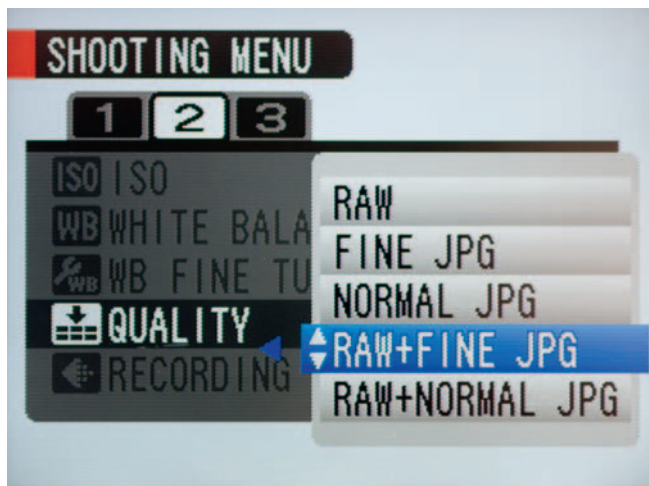 SHOOTING MENU
1 2 3
ISO ISO
WB WHITE BALA
WB WB FINE TU
QUALITY
RECORDING
RAW
FINE JPG
NORMAL JPG
RAW+FINE JPG
RAW+NORMAL JPG